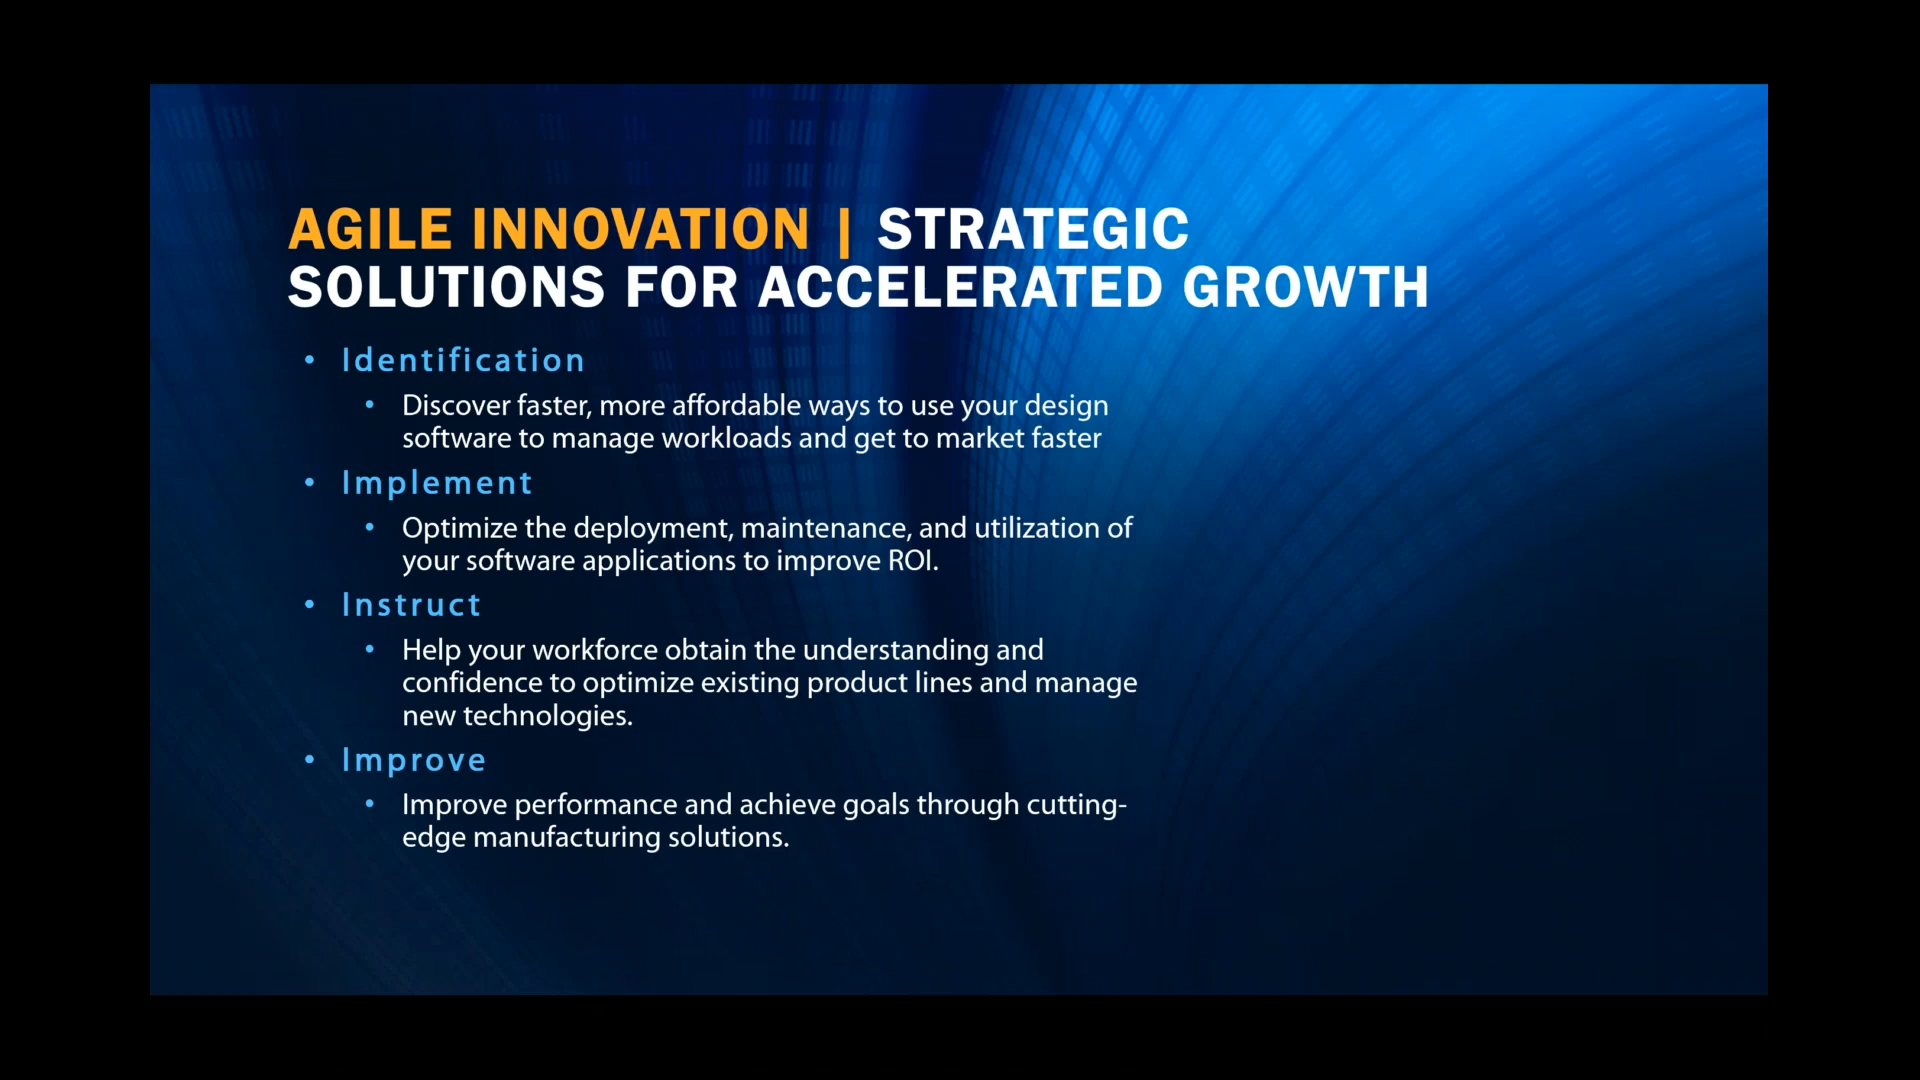 AGILE INNOVATION | STRATEGIC
SOLUTIONS FOR ACCELERATED GROWTH
• Identification
• Discover faster, more affordable ways to use your design
software to manage workloads and get to market faster
• Implement
• Optimize the deployment, maintenance, and utilization of
your software applications to improve ROI.
• Instruct
• Help your workforce obtain the understanding and
confidence to optimize existing product lines and manage
new technologies.
• Improve
• Improve performance and achieve goals through cutting-
edge manufacturing solutions.